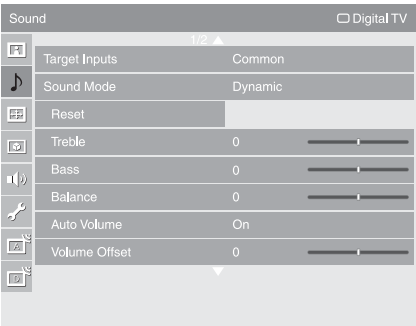 Sound Digital TV
1/2
Target Inputs Common
Sound Mode Dynamic
Reset
Treble 0
Bass 0
Balance 0
Auto Volume On
Volume Offset 0
A
D